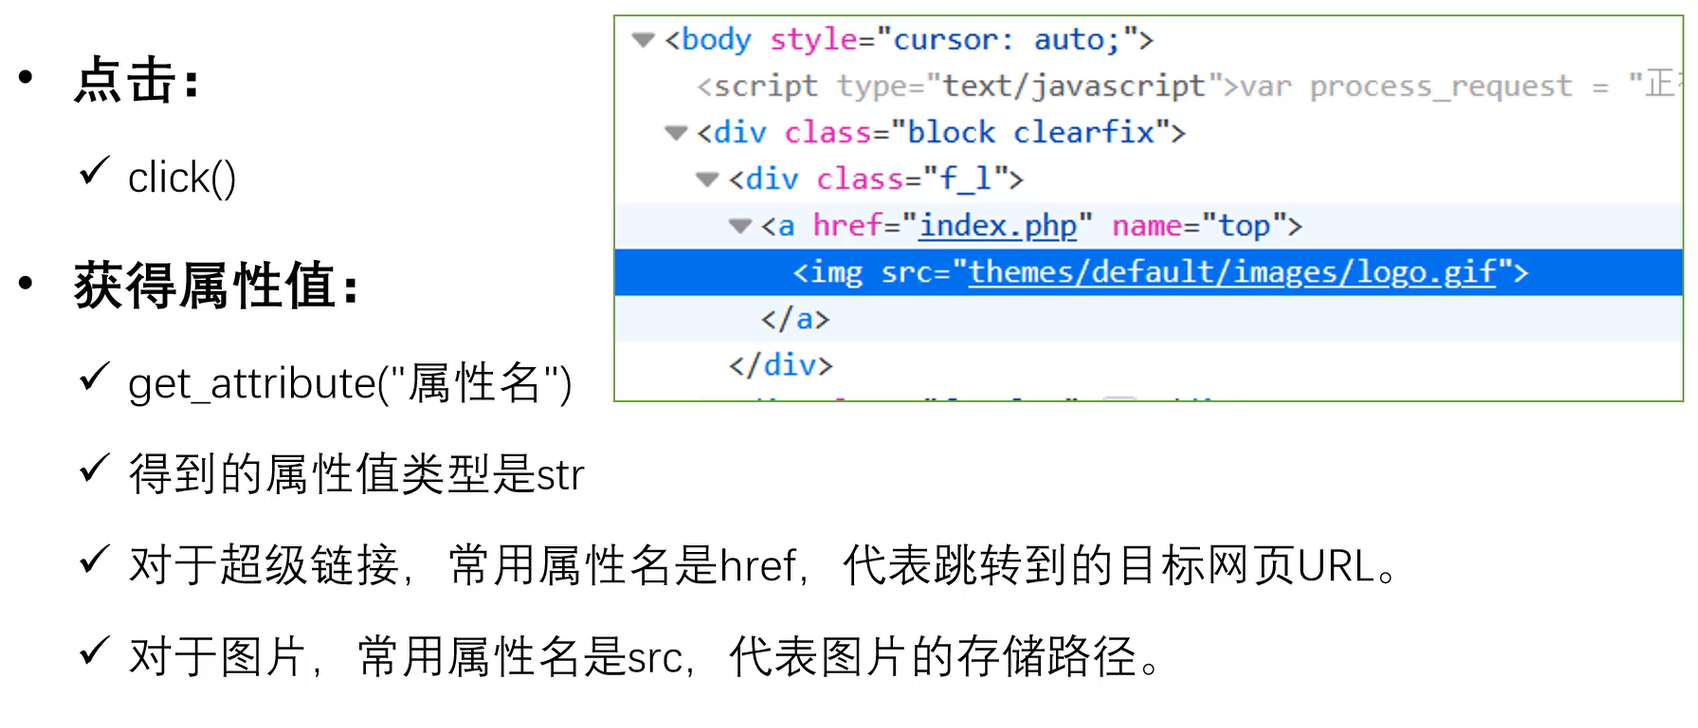 • 点击：
✓ click()
• 获得属性值：
✓ get_attribute("属性名")
✓ 得到的属性值类型是str
✓ 对于超级链接，常用属性名是href，代表跳转到的目标网页URL。
✓ 对于图片，常用属性名是src，代表图片的存储路径。
<body style="cursor: auto;">
<script type="text/javascript">var process_request = "正
<div class="block clearfix">
<div class="f_l">
<a href="index.php" name="top">
<img src="themes/default/images/logo.gif">
</a>
</div>